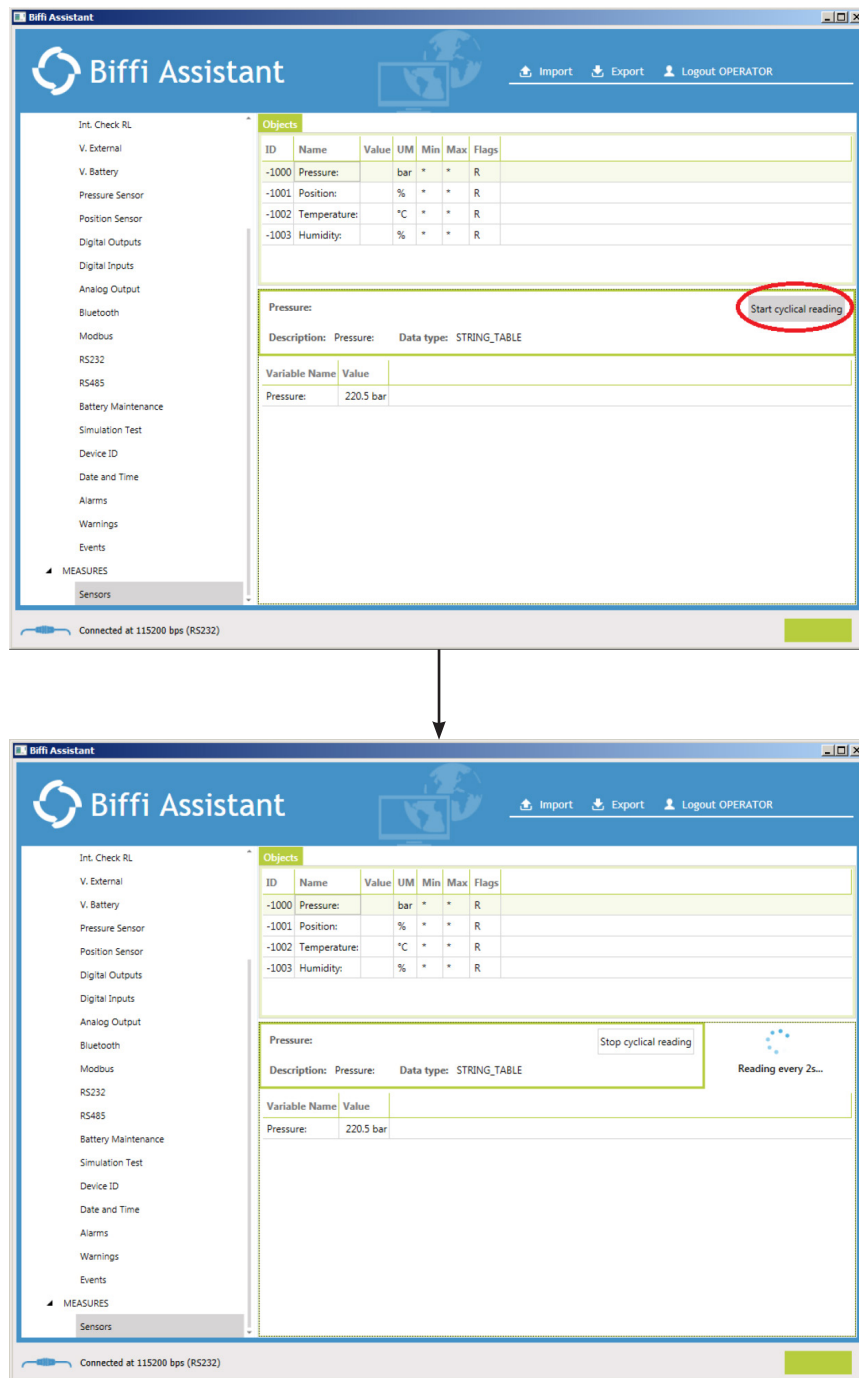 Biffi Assistant
Biffi Assistant
Import Export Logout OPERATOR
Int. Check RL
V. External
V. Battery
Pressure Sensor
Position Sensor
Digital Outputs
Digital Inputs
Analog Output
Bluetooth
Modbus
RS232
RS485
Battery Maintenance
Simulation Test
Device ID
Date and Time
Alarms
Warnings
Events
MEASURES
Sensors
Objects
ID Name Value UM Min Max Flags
-1000 Pressure: bar * * R
-1001 Position: % * * R
-1002 Temperature: °C * * R
-1003 Humidity: % * * R
Pressure: Start cyclical reading
Description: Pressure: Data type: STRING_TABLE
Variable Name Value
Pressure: 220.5 bar
Connected at 115200 bps (RS232)
Biffi Assistant
Biffi Assistant
Import Export Logout OPERATOR
Int. Check RL
V. External
V. Battery
Pressure Sensor
Position Sensor
Digital Outputs
Digital Inputs
Analog Output
Bluetooth
Modbus
RS232
RS485
Battery Maintenance
Simulation Test
Device ID
Date and Time
Alarms
Warnings
Events
MEASURES
Sensors
Objects
ID Name Value UM Min Max Flags
-1000 Pressure: bar * * R
-1001 Position: % * * R
-1002 Temperature: °C * * R
-1003 Humidity: % * * R
Pressure: Stop cyclical reading
Description: Pressure: Data type: STRING_TABLE
Reading every 2s...
Variable Name Value
Pressure: 220.5 bar
Connected at 115200 bps (RS232)